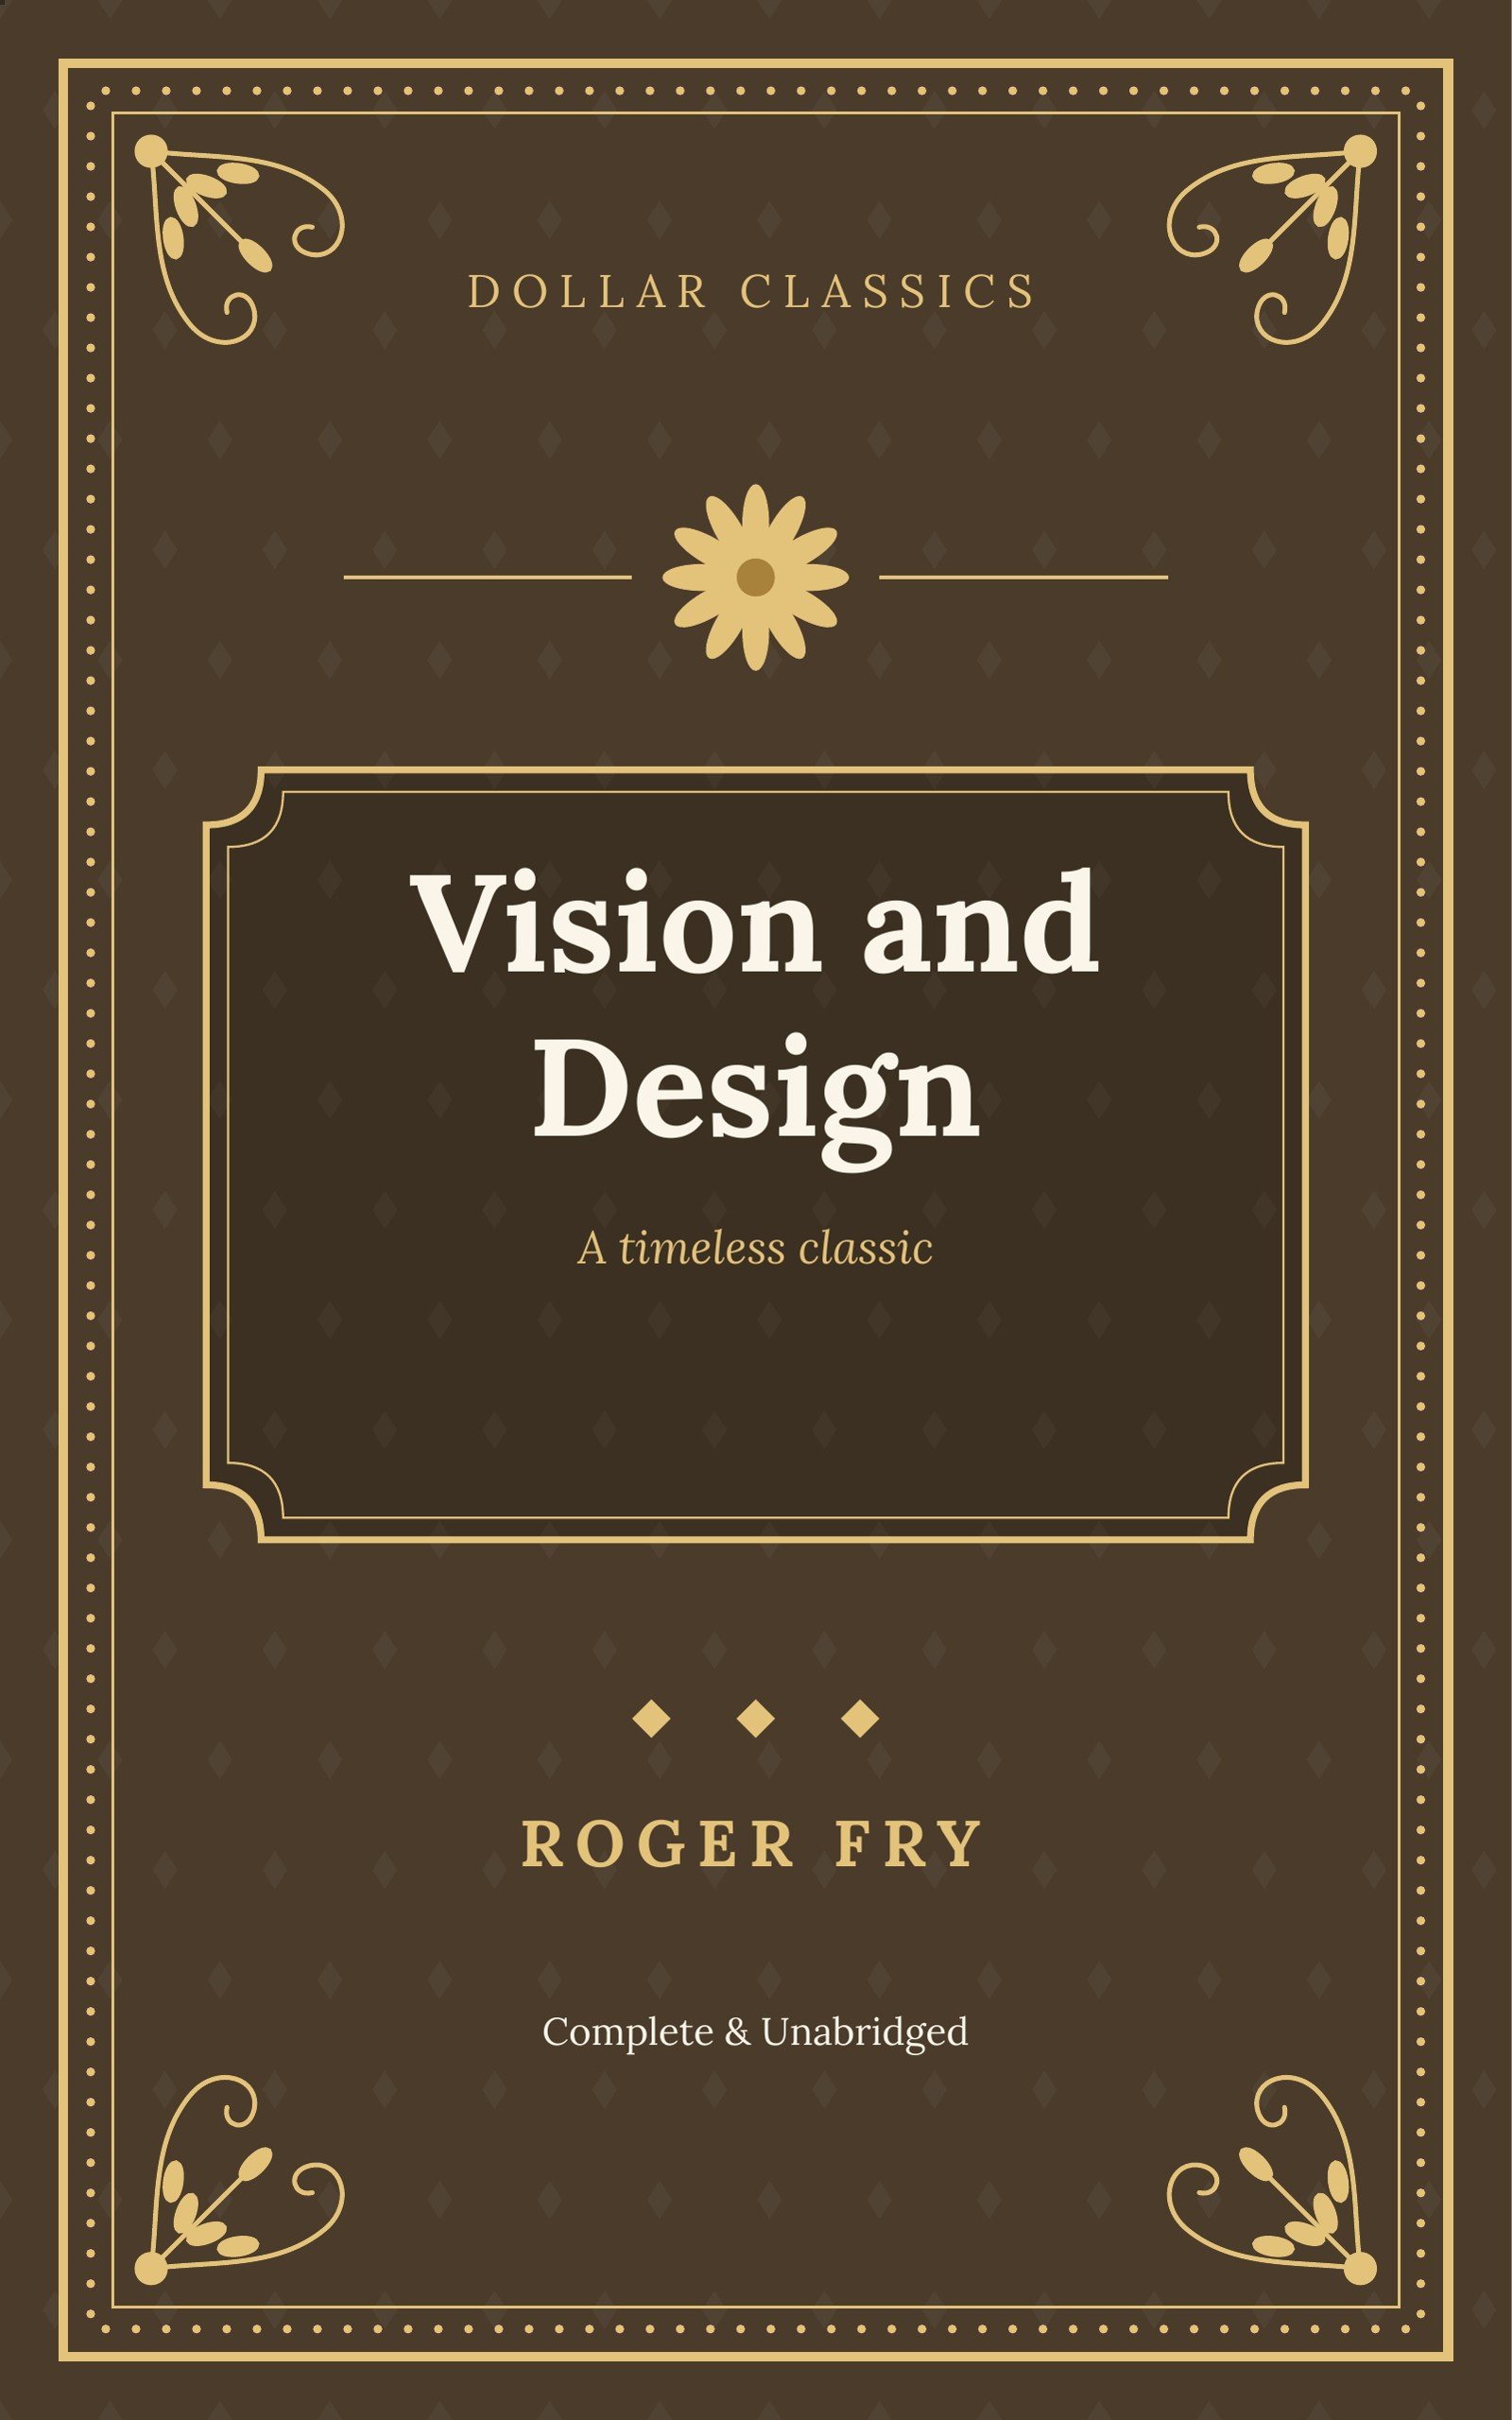 DOLLAR CLASSICS
Vision and
Design
A timeless classic
ROGER FRY
Complete & Unabridged